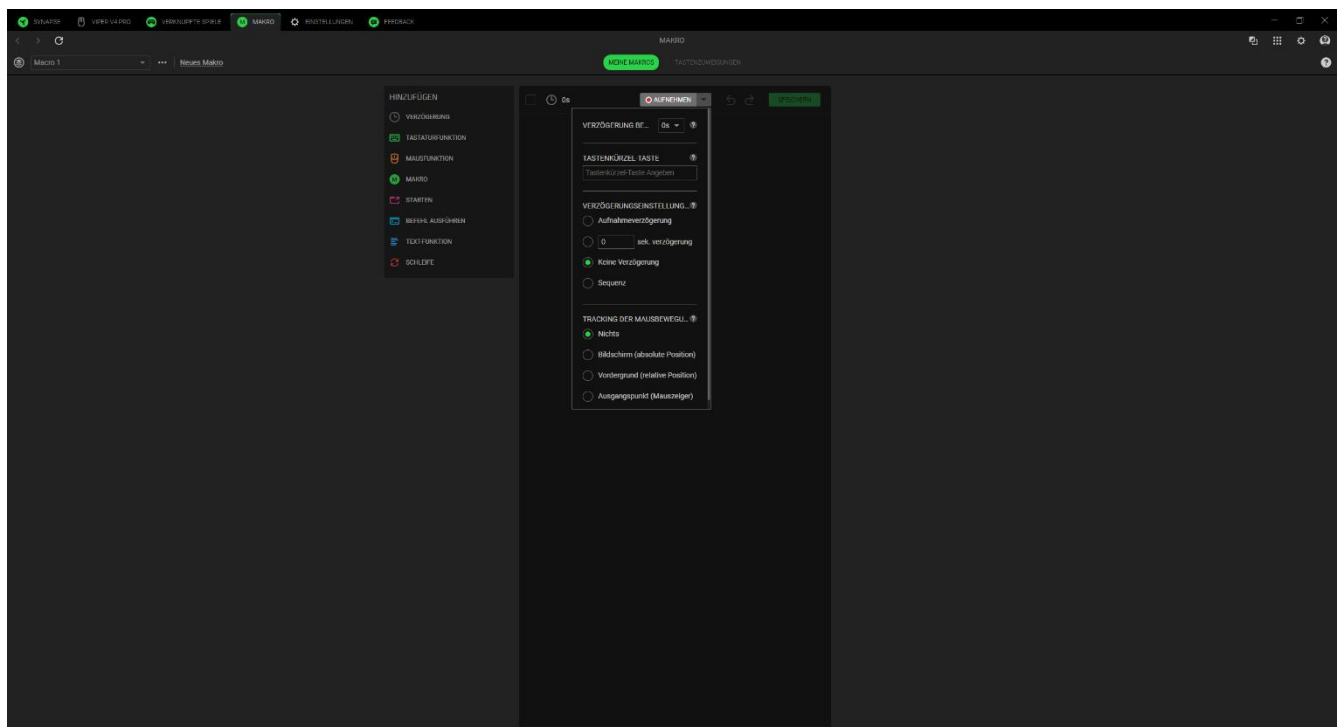 SYNAPSE
VIPER V4 PRO
VERKNÜPFTE SPIELE
MAKRO
EINSTELLUNGEN
FEEDBACK
MAKRO
Macro 1
Neues Makro
MEINE MAKROS
TASTENZUWEISUNGEN
HINZUFÜGEN
VERZÖGERUNG
TASTATURFUNKTION
MAUSFUNKTION
MAKRO
STARTEN
BEFEHL AUSFÜHREN
TEXT-FUNKTION
SCHLEIFE
0s
AUFNEHMEN
SPEICHERN
VERZÖGERUNG BE... 0s
TASTENKÜRZEL-TASTE
Tastenkürzel-Taste Angeben
VERZÖGERUNGSEINSTELLUNG...
Aufnahmeverzögerung
0 sek. verzögerung
Keine Verzögerung
Sequenz
TRACKING DER MAUSBEWEGU...
Nichts
Bildschirm (absolute Position)
Vordergrund (relative Position)
Ausgangspunkt (Mauszeiger)